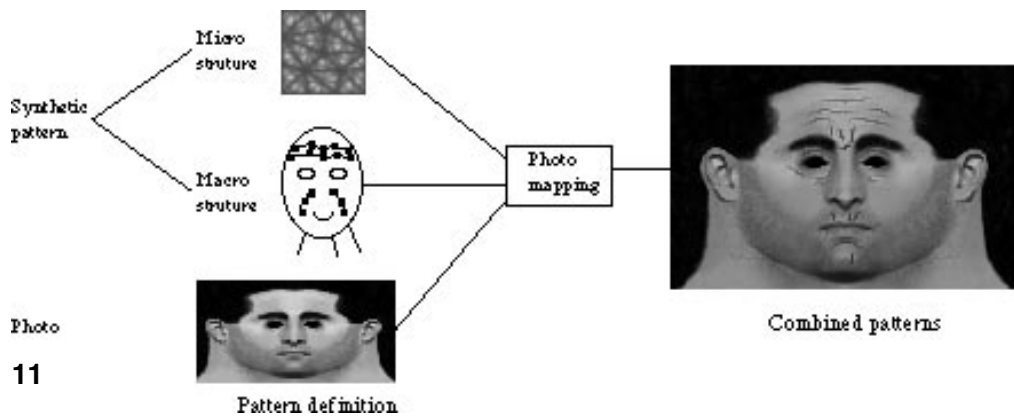 Micro
struture
Synthetic
pattern
Macro
struture
Photo
mapping
Photo
Combined patterns
11
Pattern definition